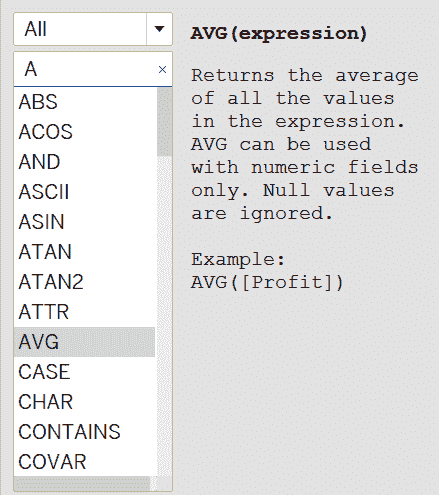 All
A ×
ABS
ACOS
AND
ASCII
ASIN
ATAN
ATAN2
ATTR
AVG
CASE
CHAR
CONTAINS
COVAR
AVG(expression)
Returns the average
of all the values
in the expression.
AVG can be used
with numeric fields
only. Null values
are ignored.
Example:
AVG([Profit])